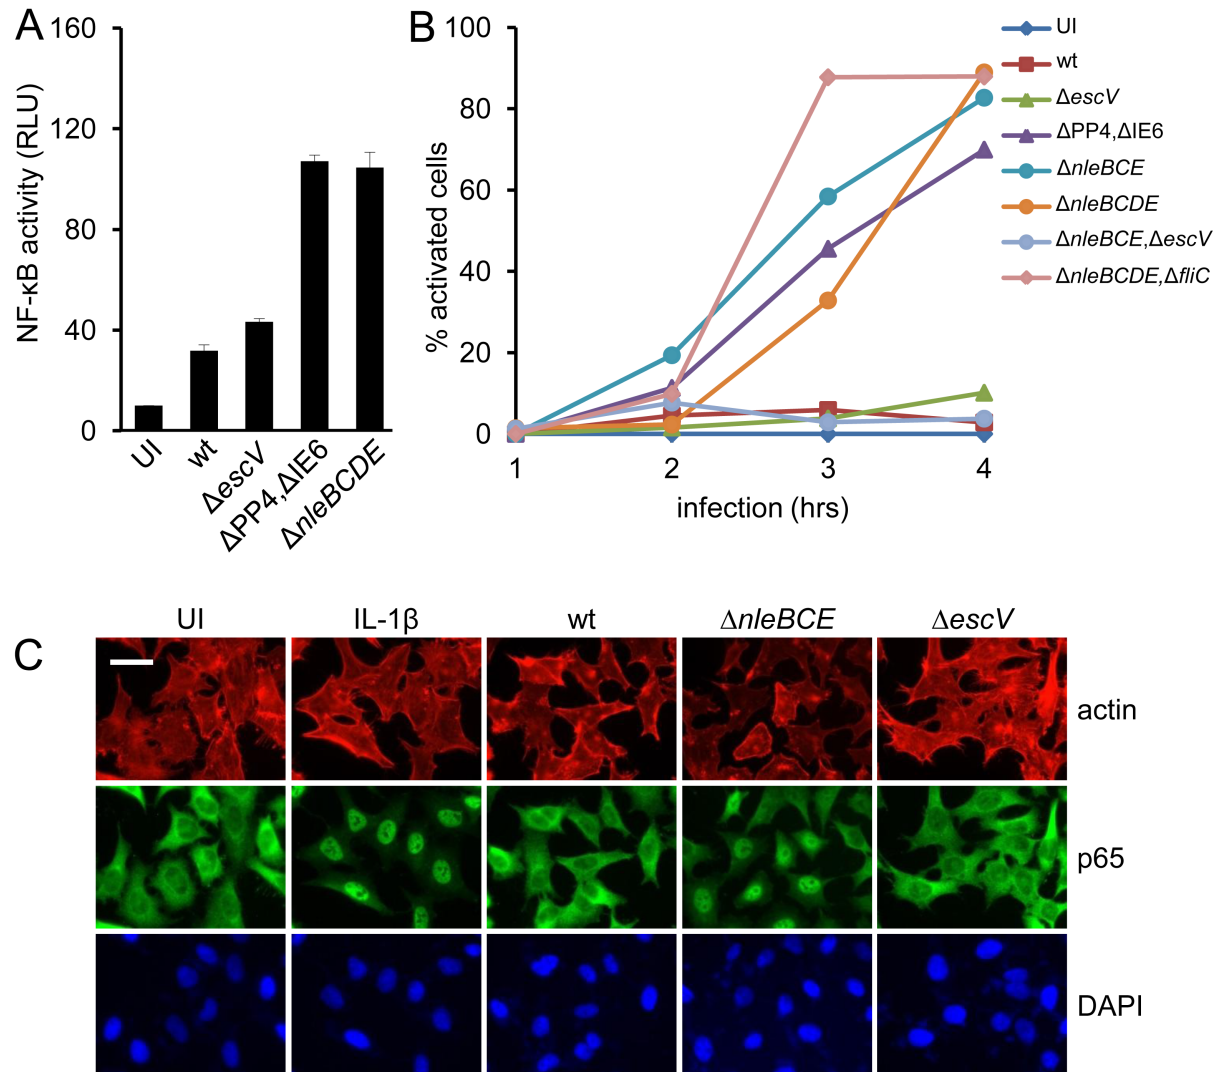 A
160
120
80
40
0
NF-κB activity (RLU)
UI
wt
ΔescV
ΔPP4,ΔIE6
ΔnleBCDE
B
100
80
60
40
20
0
% activated cells
1
2
3
4
infection (hrs)
UI
wt
ΔescV
ΔPP4,ΔIE6
ΔnleBCE
ΔnleBCDE
ΔnleBCE,ΔescV
ΔnleBCDE,ΔfliC
C
UI IL-1β wt ΔnleBCE ΔescV
actin
p65
DAPI